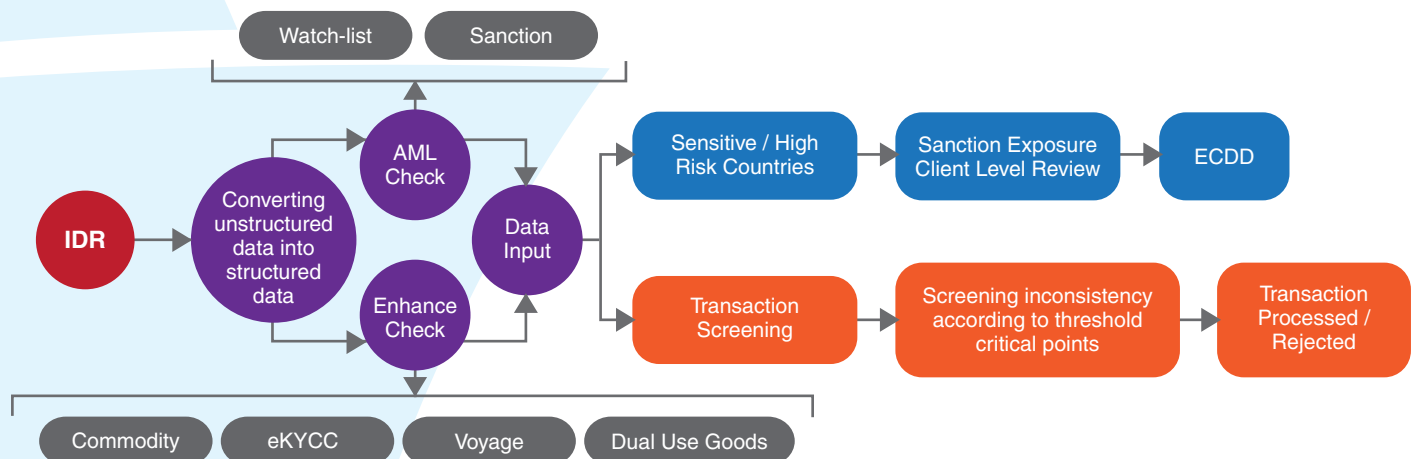 Watch-list
Sanction
IDR
Converting
unstructured
data into
structured
data
AML
Check
Enhance
Check
Data
Input
Sensitive / High
Risk Countries
Sanction Exposure
Client Level Review
ECDD
Transaction
Screening
Screening inconsistency
according to threshold
critical points
Transaction
Processed /
Rejected
Commodity
eKYCC
Voyage
Dual Use Goods